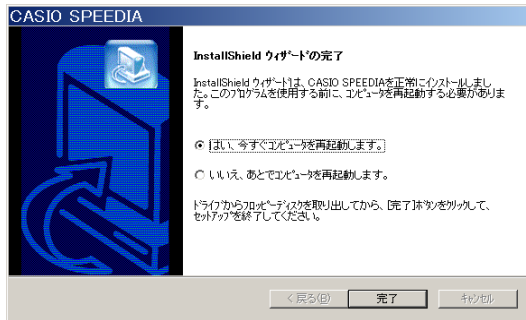 CASIO SPEEDIA
InstallShield ウィザードの完了
InstallShield ウィザードは、CASIO SPEEDIAを正常にインストールしまし
た。このプログラムを使用する前に、コンピュータを再起動する必要がありま
す。
はい、今すぐコンピュータを再起動します。
いいえ、あとでコンピュータを再起動します。
ドライブからフロッピーディスクを取り出してから、[完了]ボタンをクリックして、
セットアップを終了してください。
< 戻る(B)
完了
キャンセル